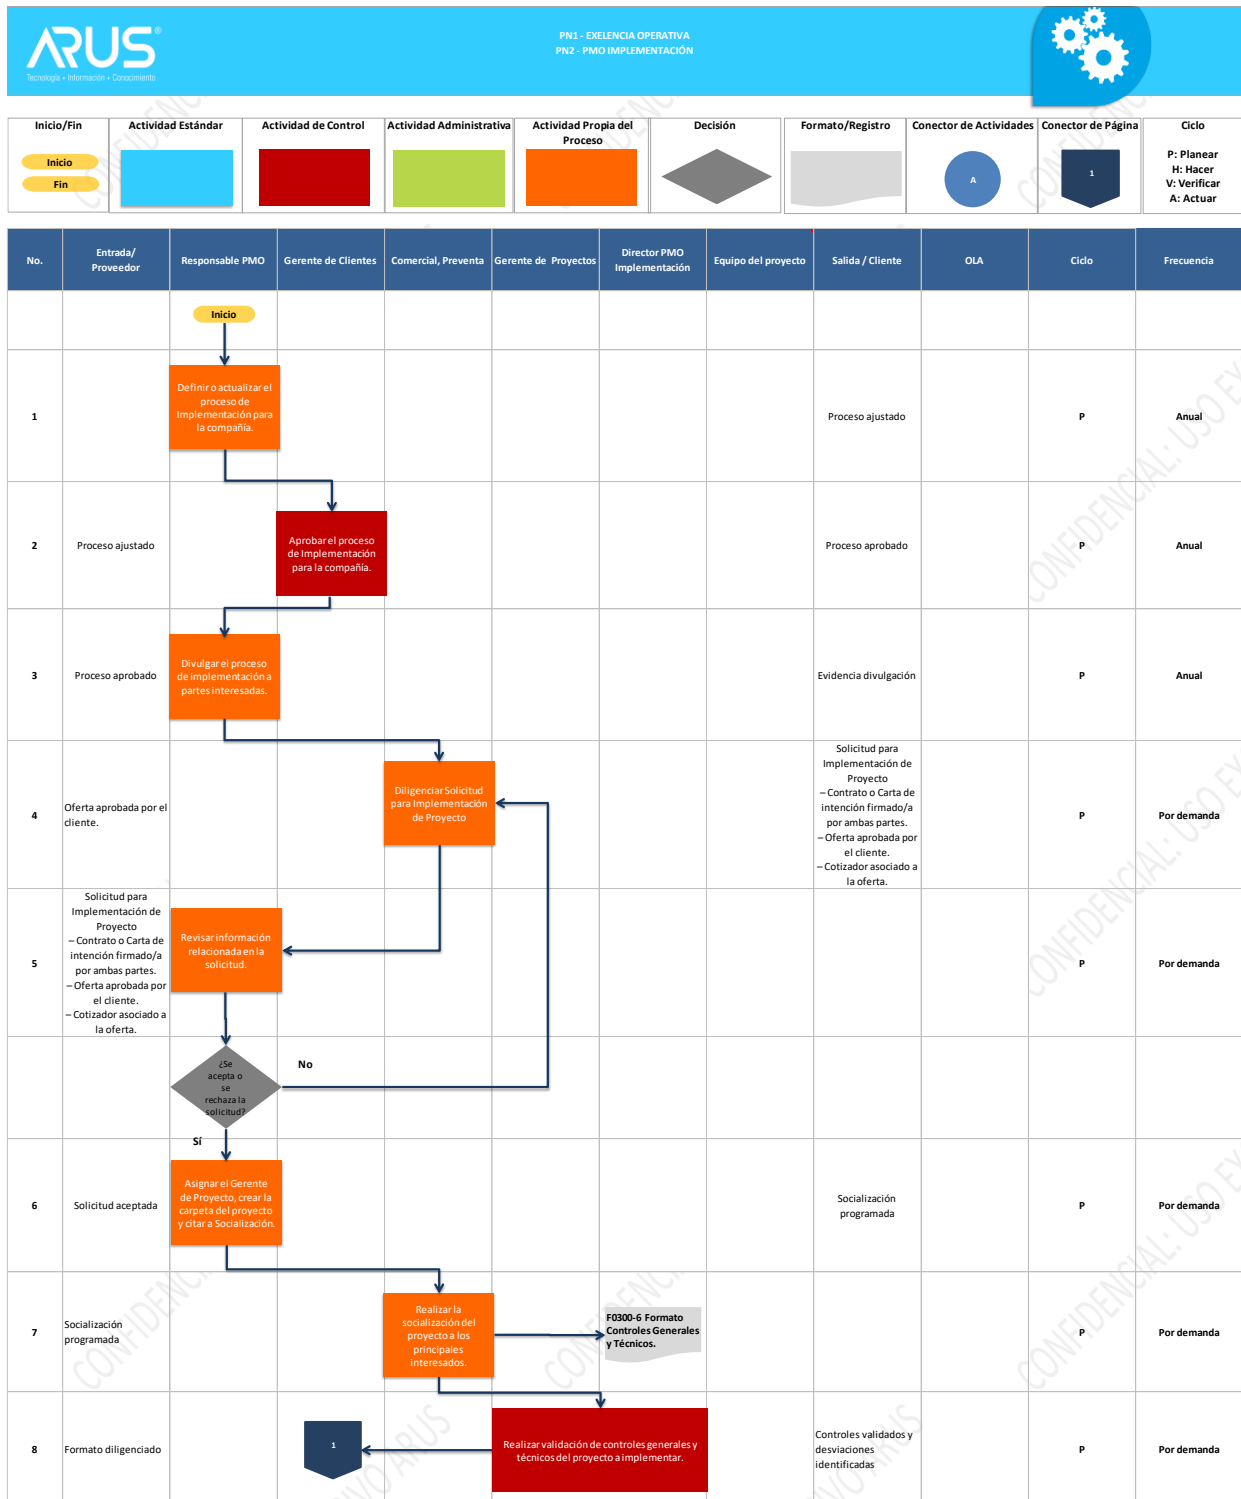 ARUS®
Tecnología • Información • Conocimiento
PN1 - EXELENCIA OPERATIVA
PN2 - PMO IMPLEMENTACIÓN
Inicio/Fin
Actividad Estándar
Actividad de Control
Actividad Administrativa
Actividad Propia del
Proceso
Decisión
Formato/Registro
Conector de Actividades
Conector de Página
Ciclo
Inicio
Fin
A
1
P: Planear
H: Hacer
V: Verificar
A: Actuar
No.
Entrada/
Proveedor
Responsable PMO
Gerente de Clientes
Comercial, Preventa
Gerente de Proyectos
Director PMO
Implementación
Equipo del proyecto
Salida / Cliente
OLA
Ciclo
Frecuencia
Inicio
1
Definir o actualizar el
proceso de
Implementación para
la compañía.
Proceso ajustado
P
Anual
2
Proceso ajustado
Aprobar el proceso
de Implementación
para la compañía.
Proceso aprobado
P
Anual
3
Proceso aprobado
Divulgar el proceso
de implementación a
partes interesadas.
Evidencia divulgación
P
Anual
4
Oferta aprobada por el
cliente.
Diligenciar Solicitud
para Implementación
de Proyecto
Solicitud para
Implementación de
Proyecto
– Contrato o Carta de
intención firmado/a
por ambas partes.
– Oferta aprobada por
el cliente.
– Cotizador asociado a
la oferta.
P
Por demanda
5
Solicitud para
Implementación de
Proyecto
– Contrato o Carta de
intención firmado/a
por ambas partes.
– Oferta aprobada por
el cliente.
– Cotizador asociado a
la oferta.
Revisar información
relacionada en la
solicitud.
P
Por demanda
¿Se
acepta o
se
rechaza la
solicitud?
No
Sí
6
Solicitud aceptada
Asignar el Gerente
de Proyecto, crear la
carpeta del proyecto
y citar a Socialización.
Socialización
programada
P
Por demanda
7
Socialización
programada
Realizar la
socialización del
proyecto a los
principales
interesados.
F0300-6 Formato
Controles Generales
y Técnicos.
P
Por demanda
8
Formato diligenciado
1
Realizar validación de controles generales y
técnicos del proyecto a implementar.
Controles validados y
desviaciones
identificadas
P
Por demanda
CONFIDENCIAL: USO EX
CONFIDENCIAL: USO EX
CONFIDENCIAL: USO EX